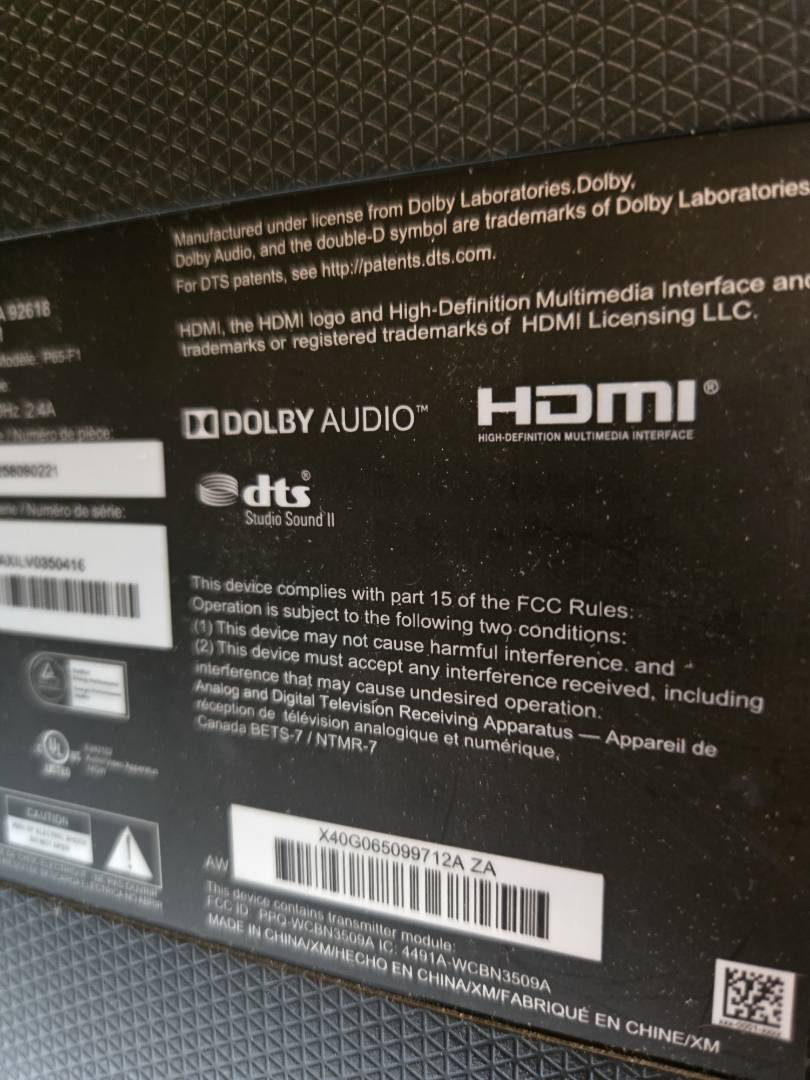 Manufactured under license from Dolby Laboratories.Dolby,
Dolby Audio, and the double-D symbol are trademarks of Dolby Laboratories
For DTS patents, see http://patents.dts.com.
HDMI, the HDMI logo and High-Definition Multimedia Interface and
trademarks or registered trademarks of HDMI Licensing LLC.
A 92618
Modèle: P65-F1
Hz 2.4A
/ Numéro de pièce:
258090221
/ Numéro de série:
AXILV0350416
DOLBY AUDIO™
HDMI®
HIGH-DEFINITION MULTIMEDIA INTERFACE
dts®
Studio Sound II
This device complies with part 15 of the FCC Rules:
Operation is subject to the following two conditions:
(1) This device may not cause harmful interference. and
(2) This device must accept any interference received, including
interference that may cause undesired operation.
Analog and Digital Television Receiving Apparatus — Appareil de
réception de télévision analogique et numérique,
Canada BETS-7 / NTMR-7
UL
LISTED
CAUTION
X40G065099712A ZA
AW
This device contains transmitter module:
FCC ID: PPQ-WCBN3509A IC: 4491A-WCBN3509A
MADE IN CHINA/XM/HECHO EN CHINA/XM/FABRIQUÉ EN CHINE/XM